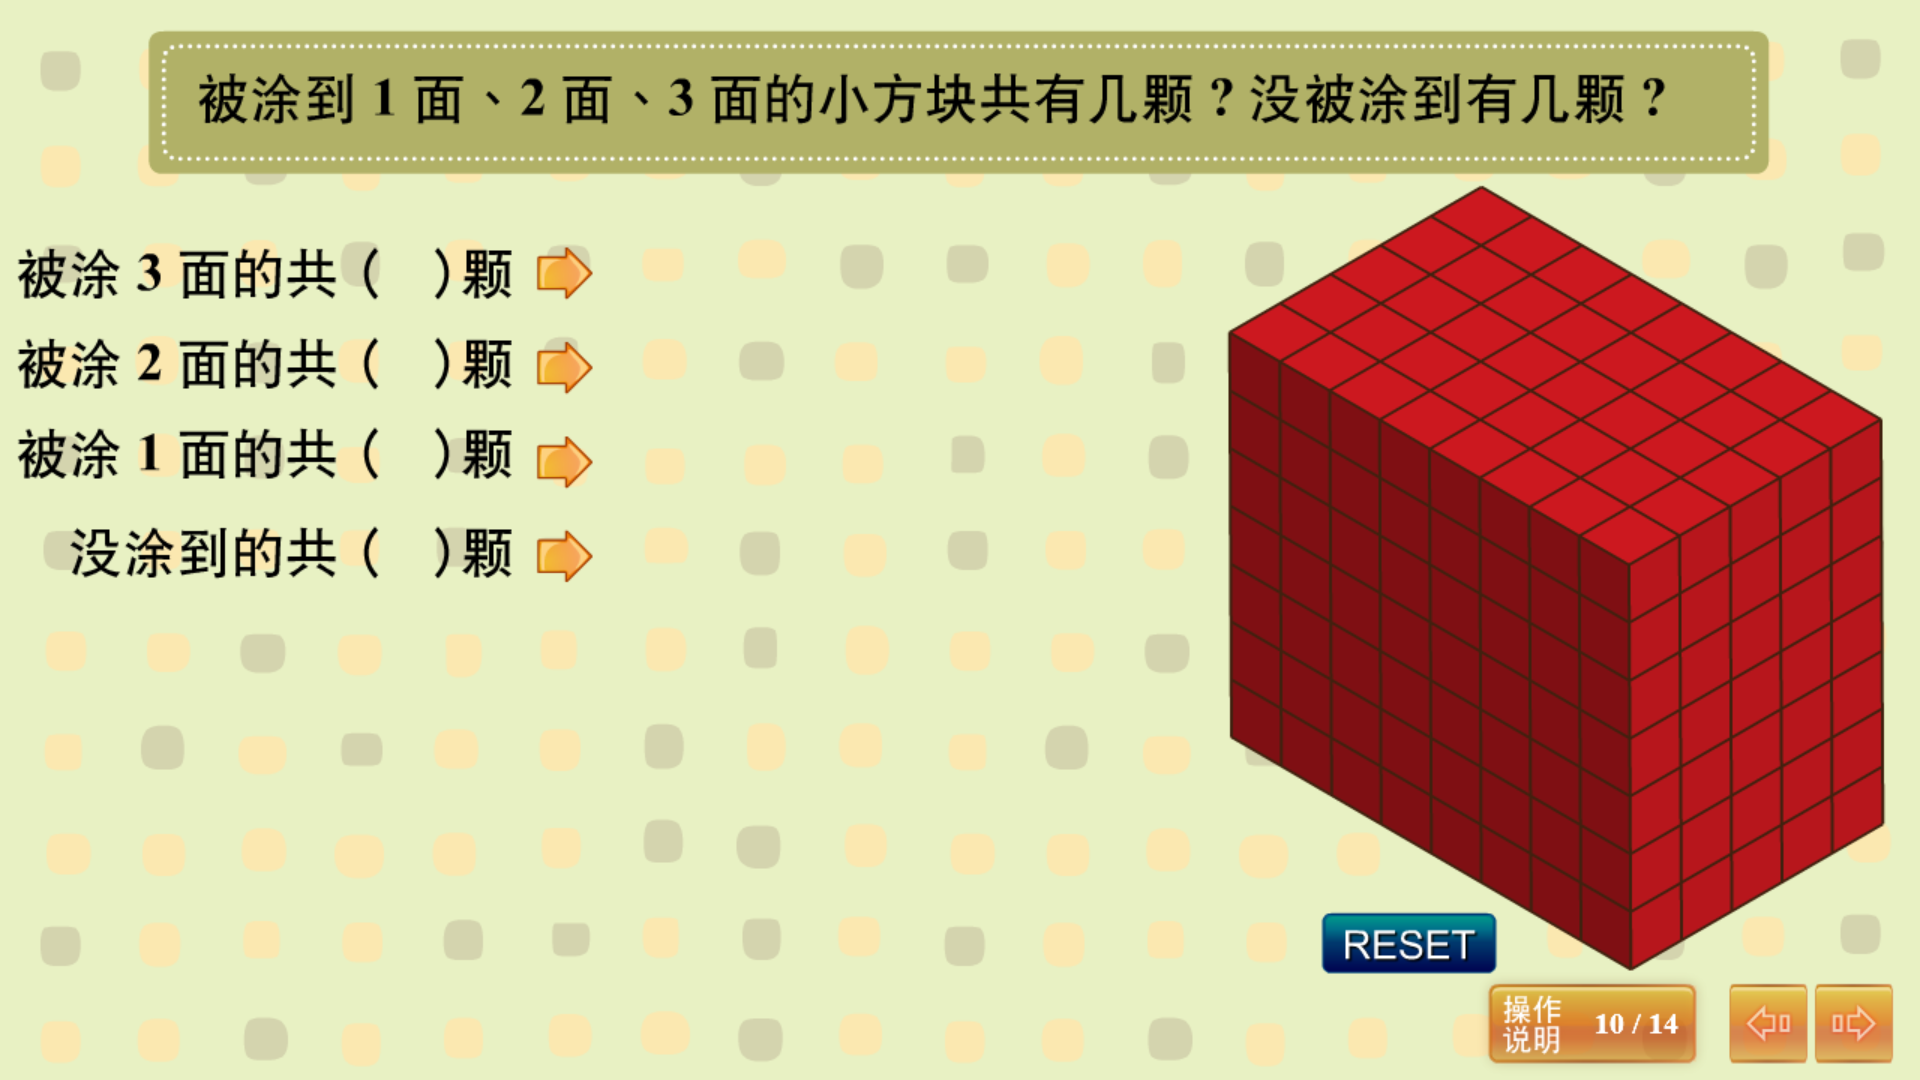 被涂到 1 面、2 面、3 面的小方块共有几颗？没被涂到有几颗？
被涂 3 面的共（ ）颗
被涂 2 面的共（ ）颗
被涂 1 面的共（ ）颗
没涂到的共（ ）颗
RESET
操作
说明
10 / 14